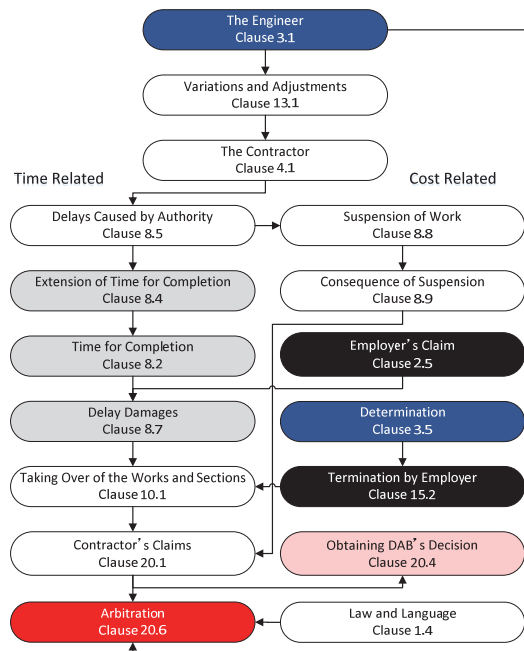 The Engineer
Clause 3.1
Variations and Adjustments
Clause 13.1
The Contractor
Clause 4.1
Time Related
Cost Related
Delays Caused by Authority
Clause 8.5
Suspension of Work
Clause 8.8
Extension of Time for Completion
Clause 8.4
Consequence of Suspension
Clause 8.9
Time for Completion
Clause 8.2
Employer's Claim
Clause 2.5
Delay Damages
Clause 8.7
Determination
Clause 3.5
Taking Over of the Works and Sections
Clause 10.1
Termination by Employer
Clause 15.2
Contractor's Claims
Clause 20.1
Obtaining DAB's Decision
Clause 20.4
Arbitration
Clause 20.6
Law and Language
Clause 1.4